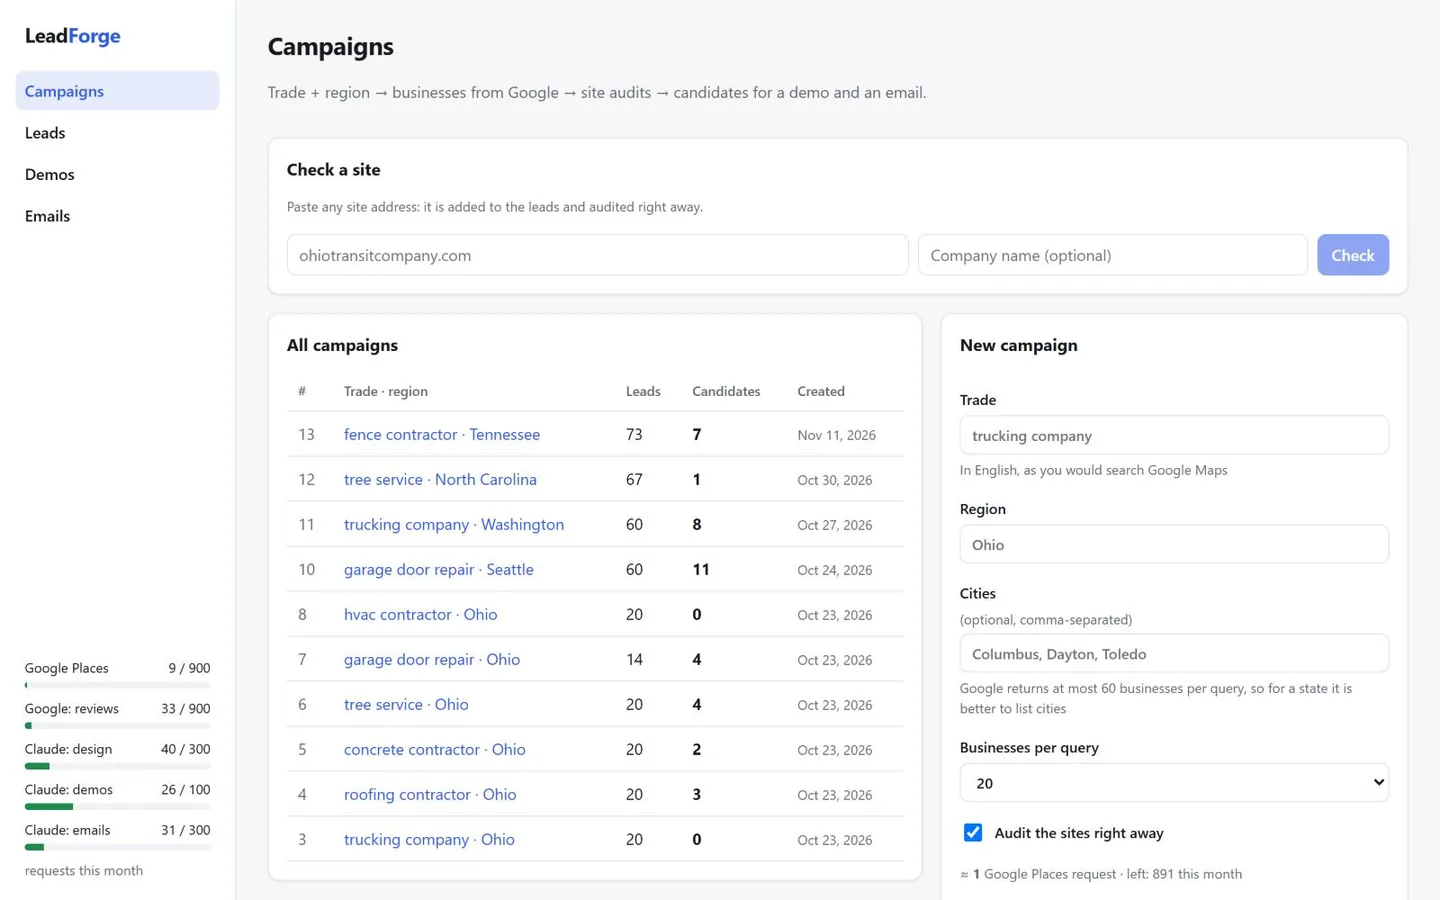 LeadForge
Campaigns
Leads
Demos
Emails
Google Places 9 / 900
Google: reviews 33 / 900
Claude: design 40 / 300
Claude: demos 26 / 100
Claude: emails 31 / 300
requests this month
Campaigns
Trade + region → businesses from Google → site audits → candidates for a demo and an email.
Check a site
Paste any site address: it is added to the leads and audited right away.
ohiotransitcompany.com Company name (optional) Check
All campaigns
# Trade · region Leads Candidates Created
13 fence contractor · Tennessee 73 7 Nov 11, 2026
12 tree service · North Carolina 67 1 Oct 30, 2026
11 trucking company · Washington 60 8 Oct 27, 2026
10 garage door repair · Seattle 60 11 Oct 24, 2026
8 hvac contractor · Ohio 20 0 Oct 23, 2026
7 garage door repair · Ohio 14 4 Oct 23, 2026
6 tree service · Ohio 20 4 Oct 23, 2026
5 concrete contractor · Ohio 20 2 Oct 23, 2026
4 roofing contractor · Ohio 20 3 Oct 23, 2026
3 trucking company · Ohio 20 0 Oct 23, 2026
New campaign
Trade
trucking company
In English, as you would search Google Maps
Region
Ohio
Cities
(optional, comma-separated)
Columbus, Dayton, Toledo
Google returns at most 60 businesses per query, so for a state it is
better to list cities
Businesses per query
20
Audit the sites right away
≈ 1 Google Places request · left: 891 this month